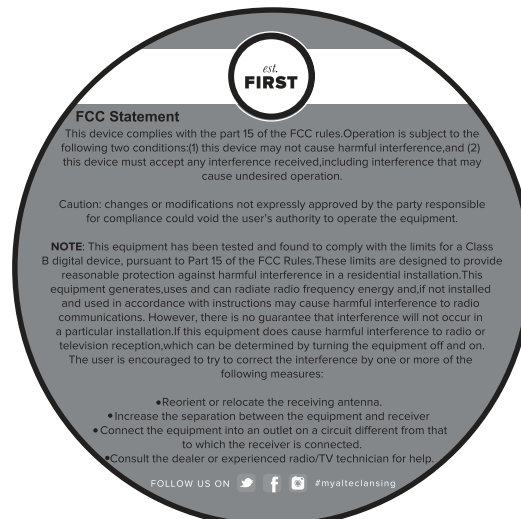 est.
FIRST
FCC Statement
This device complies with the part 15 of the FCC rules.Operation is subject to the
following two conditions:(1) this device may not cause harmful interference,and (2)
this device must accept any interference received,including interference that may
cause undesired operation.
Caution: changes or modifications not expressly approved by the party responsible
for compliance could void the user's authority to operate the equipment.
NOTE: This equipment has been tested and found to comply with the limits for a Class
B digital device, pursuant to Part 15 of the FCC Rules.These limits are designed to provide
reasonable protection against harmful interference in a residential installation.This
equipment generates,uses and can radiate radio frequency energy and,if not installed
and used in accordance with instructions may cause harmful interference to radio
communications. However, there is no guarantee that interference will not occur in
a particular installation.If this equipment does cause harmful interference to radio or
television reception,which can be determined by turning the equipment off and on.
The user is encouraged to try to correct the interference by one or more of the
following measures:
●Reorient or relocate the receiving antenna.
●Increase the separation between the equipment and receiver
●Connect the equipment into an outlet on a circuit different from that
to which the receiver is connected.
●Consult the dealer or experienced radio/TV technician for help.
FOLLOW US ON #myalteclansing